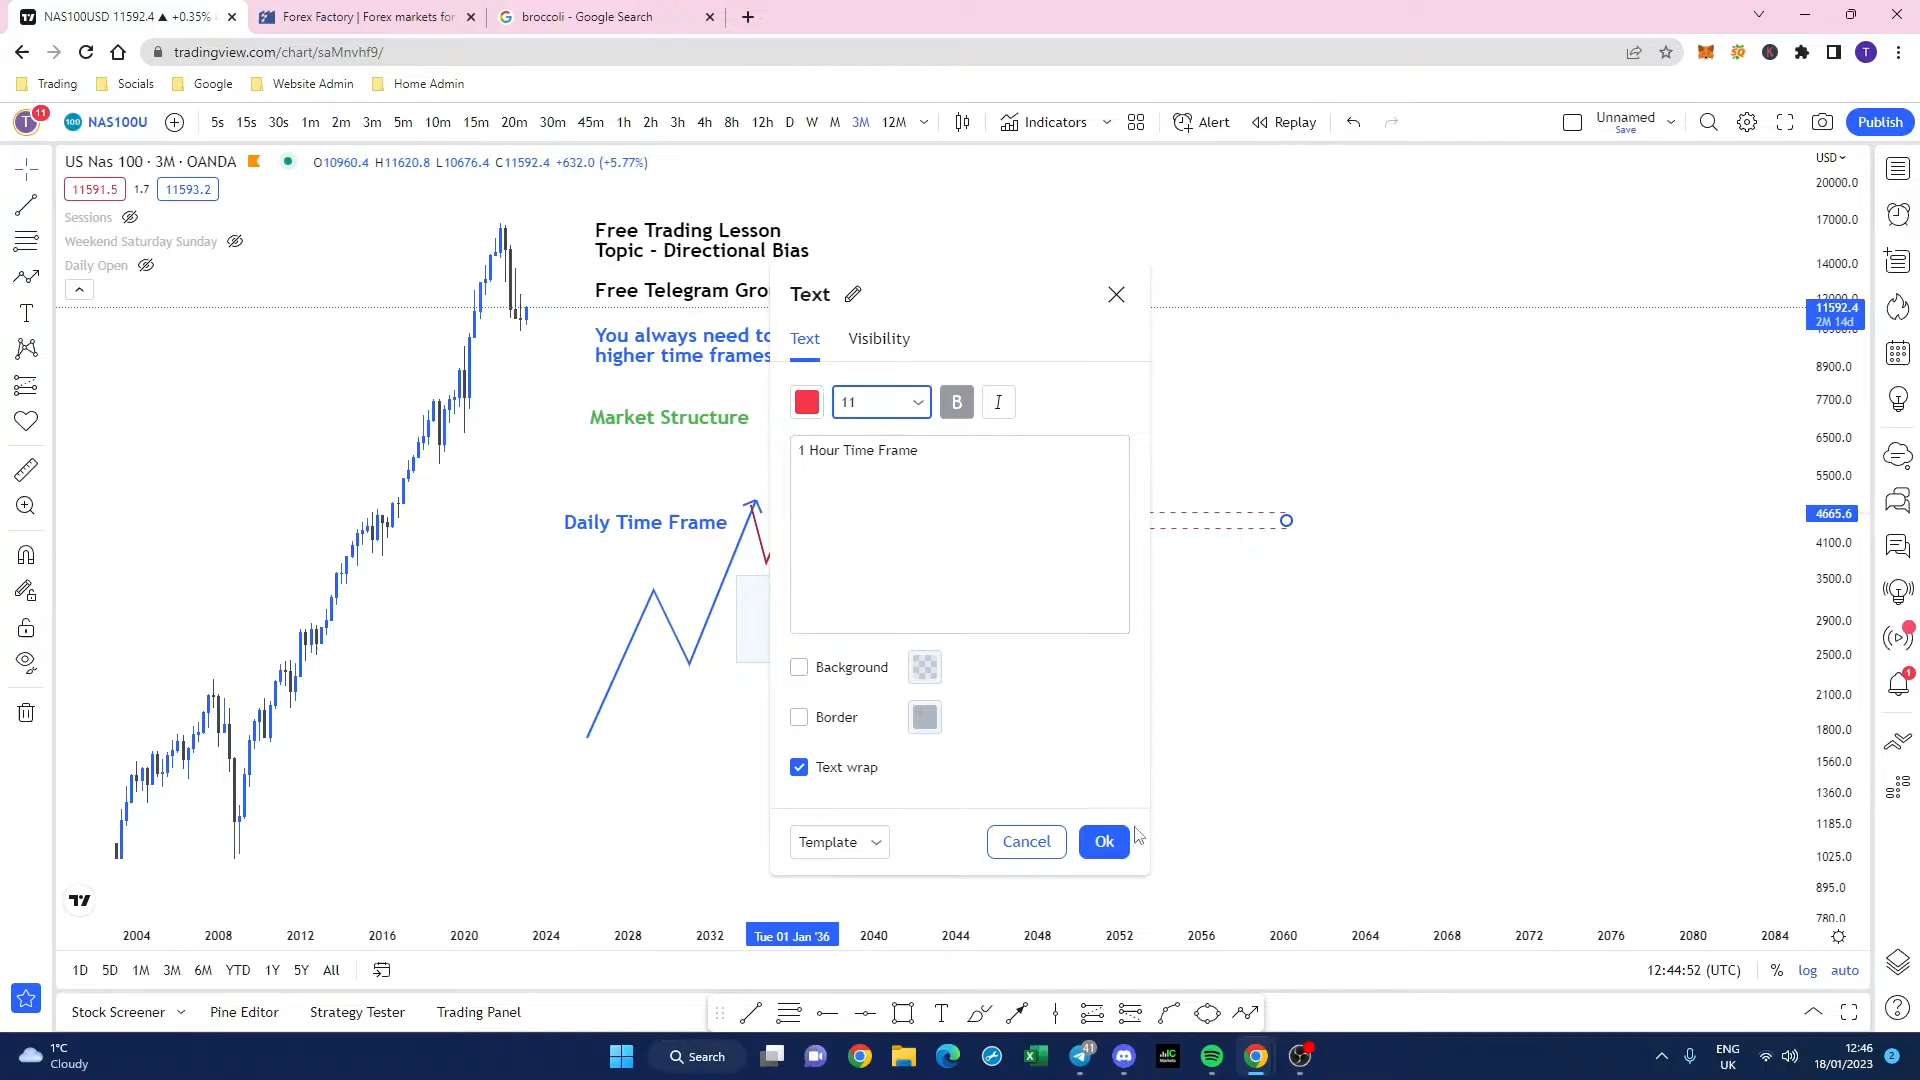 NAS100USD 11592.4 ▲ +0.35%
Forex Factory | Forex markets for
broccoli - Google Search
tradingview.com/chart/saMnvhf9/
T
Trading
Socials
Google
Website Admin
Home Admin
T
11
100
NAS100U
5s 15s 30s 1m 2m 3m 5m 10m 15m 20m 30m 45m 1h 2h 3h 4h 8h 12h D W M 3M 12M
Indicators
Alert
Replay
Unnamed
Save
Publish
US Nas 100 · 3M · OANDA
O10960.4 H11620.8 L10676.4 C11592.4 +632.0 (+5.77%)
USD
11591.5
1.7
11593.2
Sessions
Weekend Saturday Sunday
Daily Open
Free Trading Lesson
Topic - Directional Bias
Free Telegram Gro
You always need to
higher time frames
Market Structure
Daily Time Frame
Text
Text
Visibility
11
B
I
1 Hour Time Frame
Background
Border
Text wrap
Template
Cancel
Ok
20000.0
17000.0
14000.0
11592.4
2M 14d
8900.0
7700.0
6500.0
5500.0
4665.6
4100.0
3500.0
2900.0
2500.0
2100.0
1800.0
1560.0
1360.0
1185.0
1025.0
895.0
780.0
2004 2008 2012 2016 2020 2024 2028 2032 Tue 01 Jan '36 2040 2044 2048 2052 2056 2060 2064 2068 2072 2076 2080 2084
1D 5D 1M 3M 6M YTD 1Y 5Y All
12:44:52 (UTC)
% log auto
Stock Screener
Pine Editor
Strategy Tester
Trading Panel
1
1°C
Cloudy
Search
41
ENG
UK
12:46
18/01/2023
2